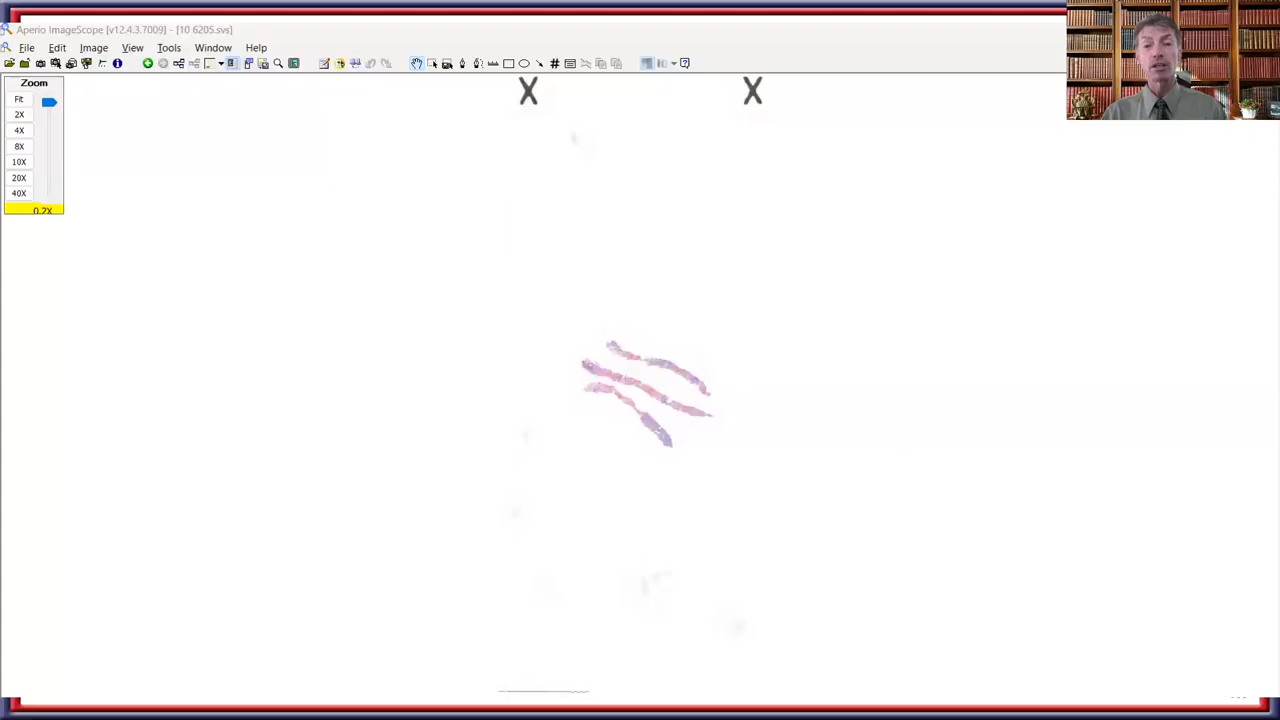 Aperio ImageScope [v12.4.3.7009] - [10 6205.svs]
File Edit Image View Tools Window Help
Zoom
Fit
2X
4X
8X
10X
20X
40X
0.2X
X X